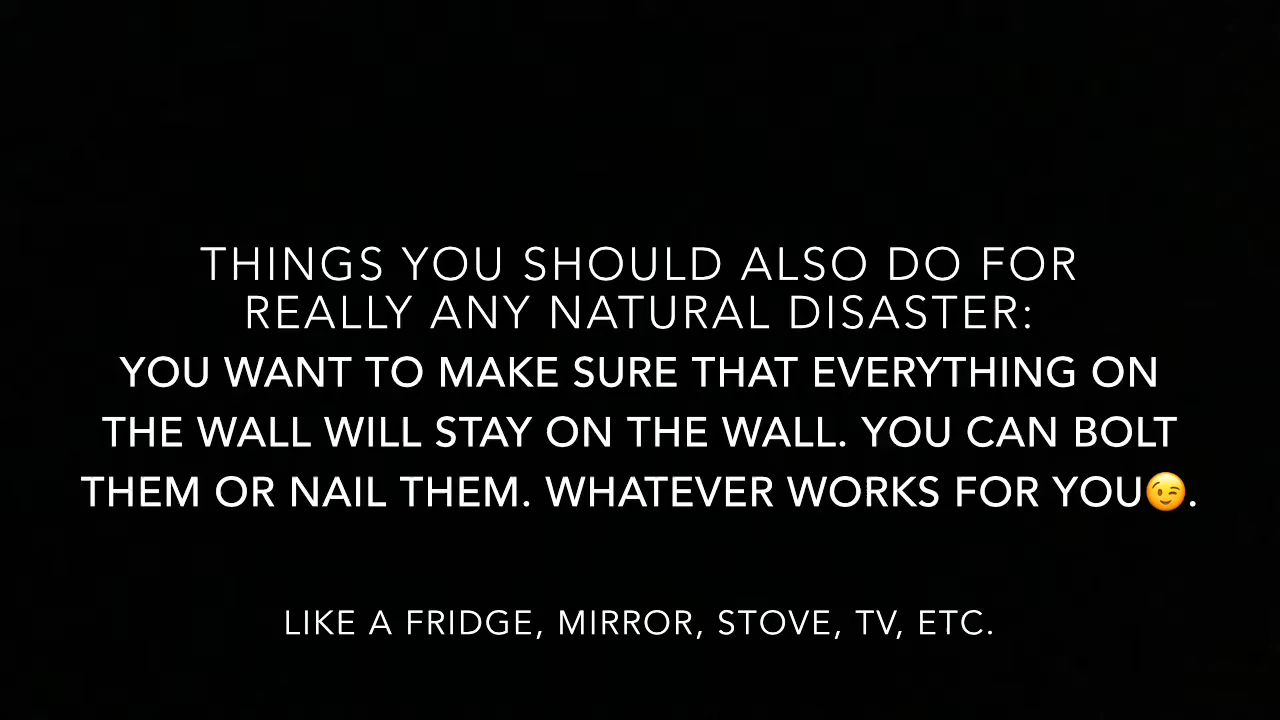 THINGS YOU SHOULD ALSO DO FOR
REALLY ANY NATURAL DISASTER:
YOU WANT TO MAKE SURE THAT EVERYTHING ON
THE WALL WILL STAY ON THE WALL. YOU CAN BOLT
THEM OR NAIL THEM. WHATEVER WORKS FOR YOU😉.
LIKE A FRIDGE, MIRROR, STOVE, TV, ETC.